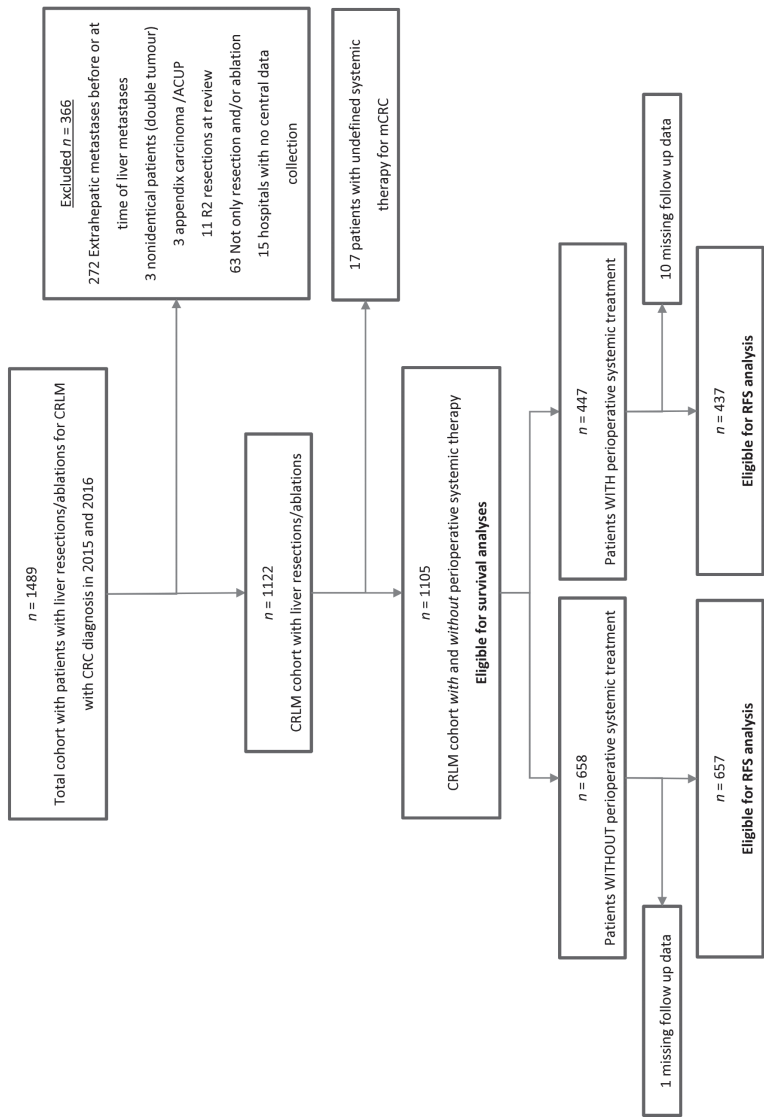 n = 1489
Total cohort with patients with liver resections/ablations for CRLM
with CRC diagnosis in 2015 and 2016
Excluded n = 366
272 Extrahepatic metastases before or at
time of liver metastases
3 nonidentical patients (double tumour)
3 appendix carcinoma /ACUP
11 R2 resections at review
63 Not only resection and/or ablation
15 hospitals with no central data
collection
n = 1122
CRLM cohort with liver resections/ablations
17 patients with undefined systemic
therapy for mCRC
n = 1105
CRLM cohort with and without perioperative systemic therapy
Eligible for survival analyses
n = 658
Patients WITHOUT perioperative systemic treatment
n = 447
Patients WITH perioperative systemic treatment
1 missing follow up data
10 missing follow up data
n = 657
Eligible for RFS analysis
n = 437
Eligible for RFS analysis